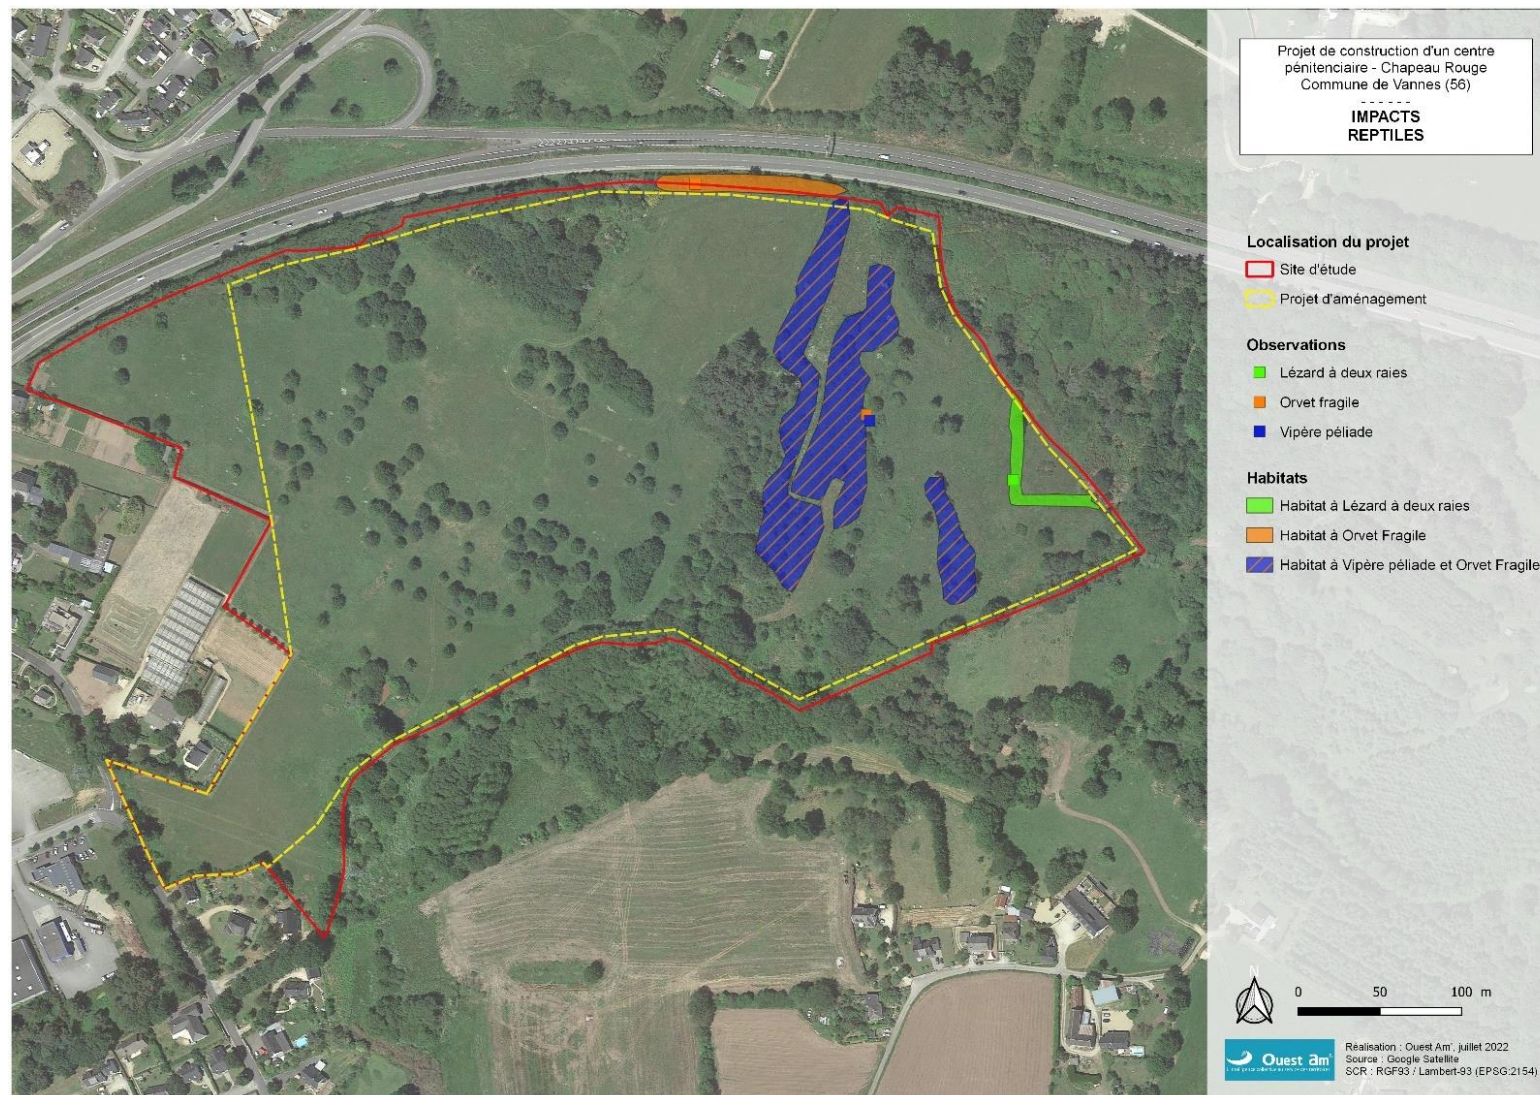 Projet de construction d'un centre
pénitenciaire - Chapeau Rouge
Commune de Vannes (56)
- - - - - -
IMPACTS
REPTILES
Localisation du projet
Site d'étude
Projet d'aménagement
Observations
Lézard à deux raies
Orvet fragile
Vipère péliade
Habitats
Habitat à Lézard à deux raies
Habitat à Orvet Fragile
Habitat à Vipère péliade et Orvet Fragile
N
0 50 100 m
Ouest am'
Réalisation : Ouest Am', juillet 2022
Source : Google Satellite
SCR : RGF93 / Lambert-93 (EPSG:2154)